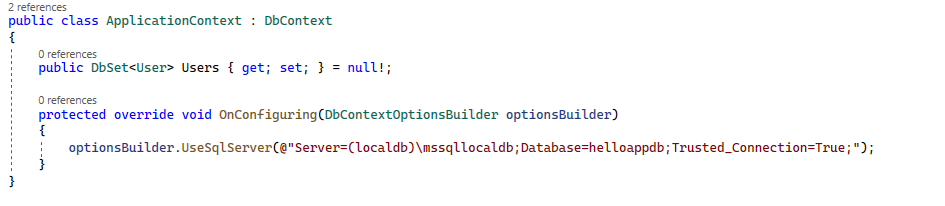 2 references
public class ApplicationContext : DbContext
{
0 references
public DbSet<User> Users { get; set; } = null!;
0 references
protected override void OnConfiguring(DbContextOptionsBuilder optionsBuilder)
{
optionsBuilder.UseSqlServer(@"Server=(localdb)\mssqllocaldb;Database=helloappdb;Trusted_Connection=True;");
}
}